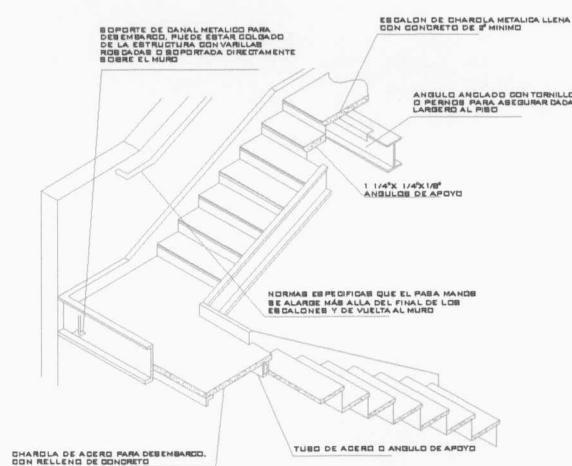 SOPORTE DE CANAL METALICO PARA
DESEMBARCO, PUEDE ESTAR COLGADO
DE LA ESTRUCTURA CON VARILLAS
ROSCADAS O SOPORTADA DIRECTAMENTE
SOBRE EL MURO
ESCALON DE CHAROLA METALICA LLENA
CON CONCRETO DE 2" MINIMO
ANGULO ANCLADO CON TORNILLO
O PERNOS PARA ASEGURAR CADA
LARGERO AL PISO
1 1/4"X 1/4"X1/8"
ANGULOS DE APOYO
NORMAS ESPECIFICAS QUE EL PASA MANOS
SE ALARGE MÁS ALLA DEL FINAL DE LOS
ESCALONES Y DE VUELTA AL MURO
TUBO DE ACERO O ANGULO DE APOYO
CHAROLA DE ACERO PARA DESEMBARCO,
CON RELLENO DE CONCRETO